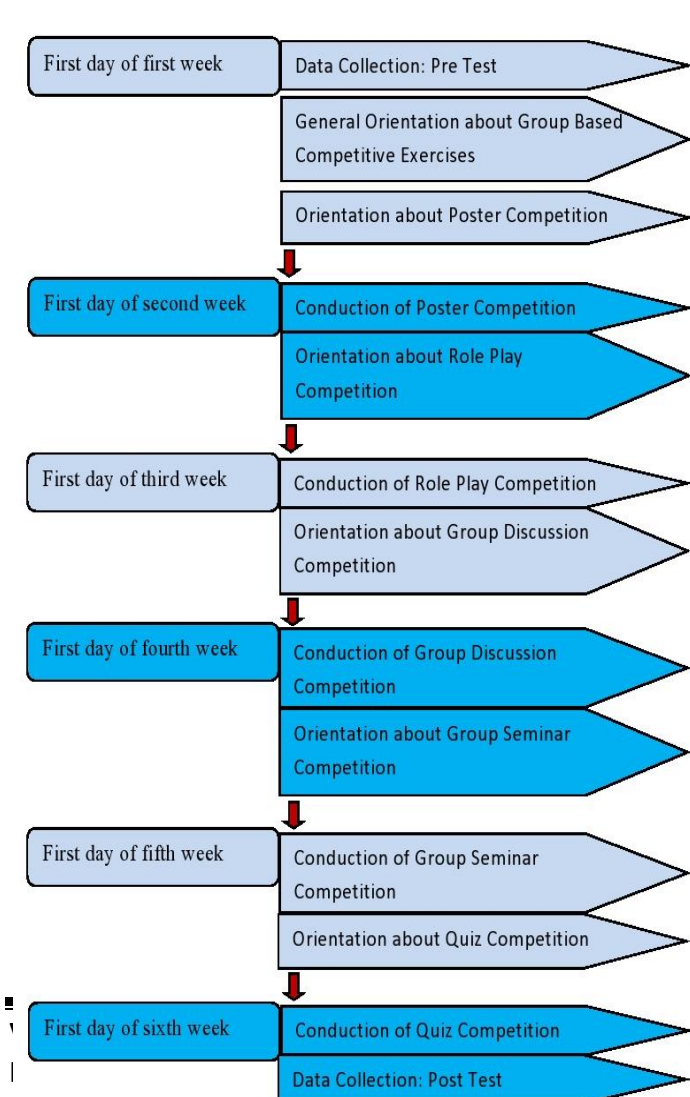 First day of first week
Data Collection: Pre Test
General Orientation about Group Based
Competitive Exercises
Orientation about Poster Competition
First day of second week
Conduction of Poster Competition
Orientation about Role Play
Competition
First day of third week
Conduction of Role Play Competition
Orientation about Group Discussion
Competition
First day of fourth week
Conduction of Group Discussion
Competition
Orientation about Group Seminar
Competition
First day of fifth week
Conduction of Group Seminar
Competition
Orientation about Quiz Competition
First day of sixth week
Conduction of Quiz Competition
Data Collection: Post Test